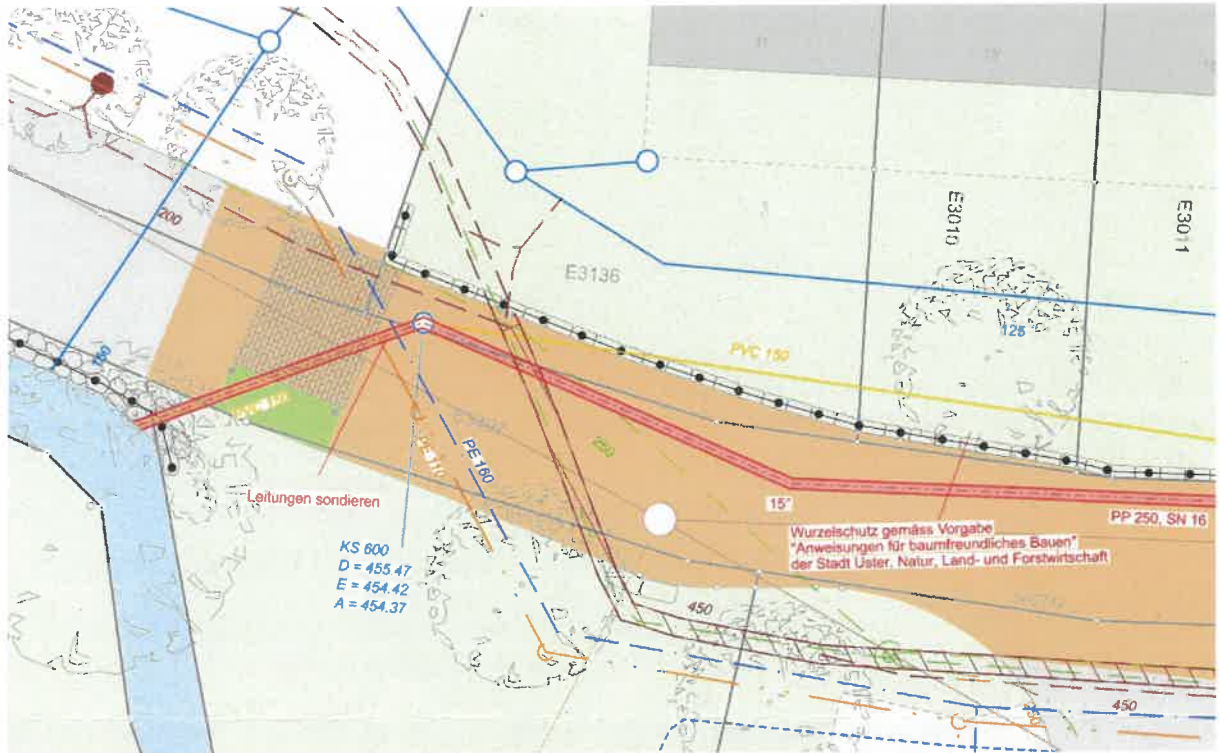 E3010
E3011
200
E3136
125
160
PVC 150
PE 160
250
Leitungen sondieren
15°
PP 250, SN 16
Wurzelschutz gemäss Vorgabe
"Anweisungen für baumfreundliches Bauen"
der Stadt Uster, Natur, Land- und Forstwirtschaft
KS 600
D = 455.47
E = 454.42
A = 454.37
450
450